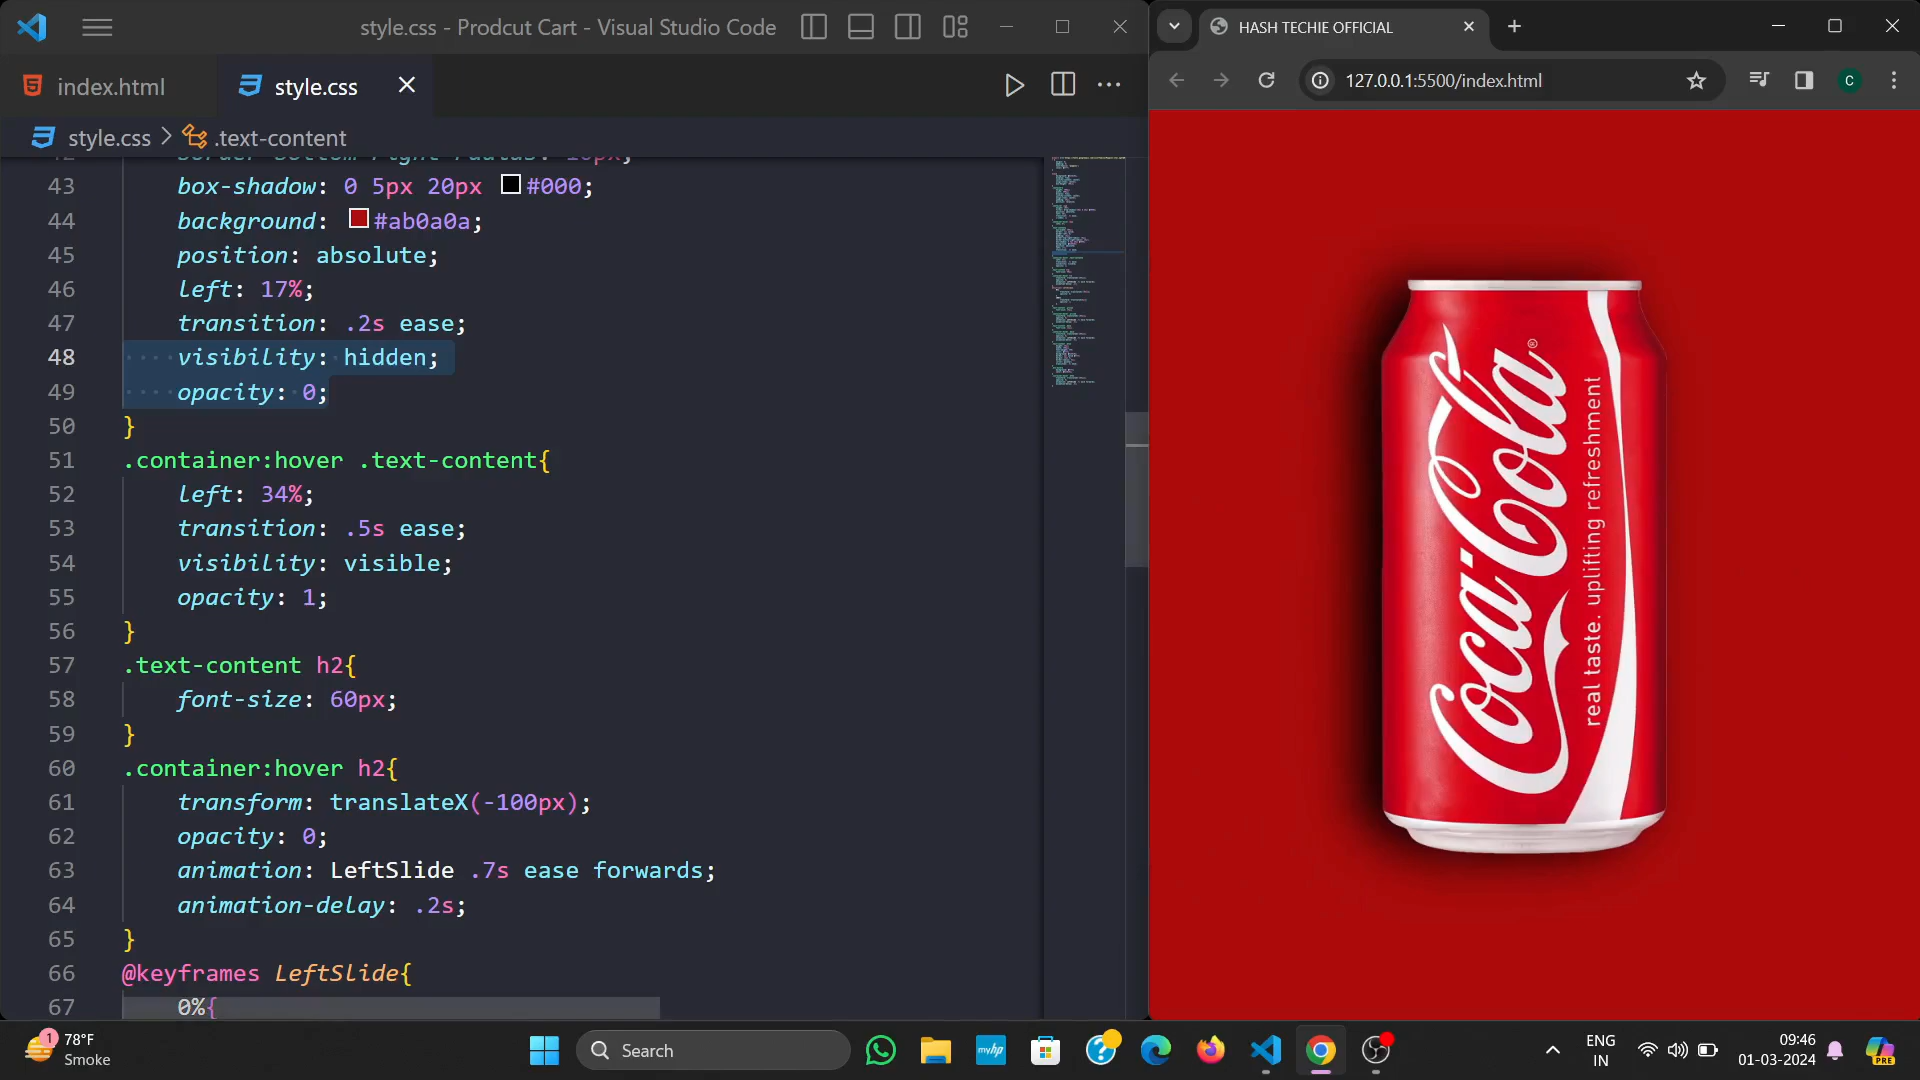 style.css - Prodcut Cart - Visual Studio Code
index.html
style.css
style.css
.text-content
43 box-shadow: 0 5px 20px #000;
44 background: #ab0a0a;
45 position: absolute;
46 left: 17%;
47 transition: .2s ease;
48 visibility: hidden;
49 opacity: 0;
50 }
51 .container:hover .text-content{
52 left: 34%;
53 transition: .5s ease;
54 visibility: visible;
55 opacity: 1;
56 }
57 .text-content h2{
58 font-size: 60px;
59 }
60 .container:hover h2{
61 transform: translateX(-100px);
62 opacity: 0;
63 animation: LeftSlide .7s ease forwards;
64 animation-delay: .2s;
65 }
66 @keyframes LeftSlide{
67 0%{
HASH TECHIE OFFICIAL
127.0.0.1:5500/index.html
C
Coca-Cola
®
real taste. uplifting refreshment
1
78°F
Smoke
Search
myhp
ENG
IN
09:46
01-03-2024
PRE